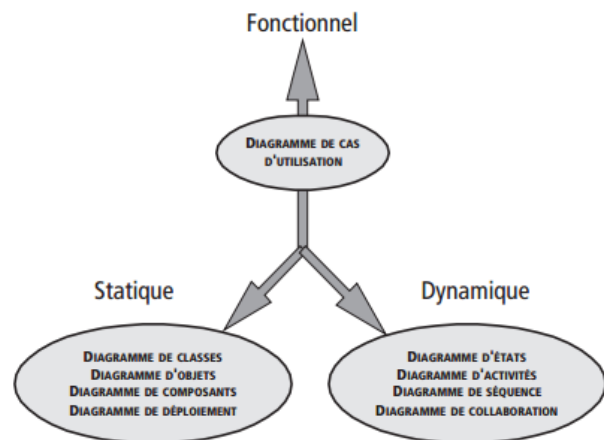 Fonctionnel
DIAGRAMME DE CAS
D'UTILISATION
Statique
DIAGRAMME DE CLASSES
DIAGRAMME D'OBJETS
DIAGRAMME DE COMPOSANTS
DIAGRAMME DE DÉPLOIEMENT
Dynamique
DIAGRAMME D'ÉTATS
DIAGRAMME D'ACTIVITÉS
DIAGRAMME DE SÉQUENCE
DIAGRAMME DE COLLABORATION